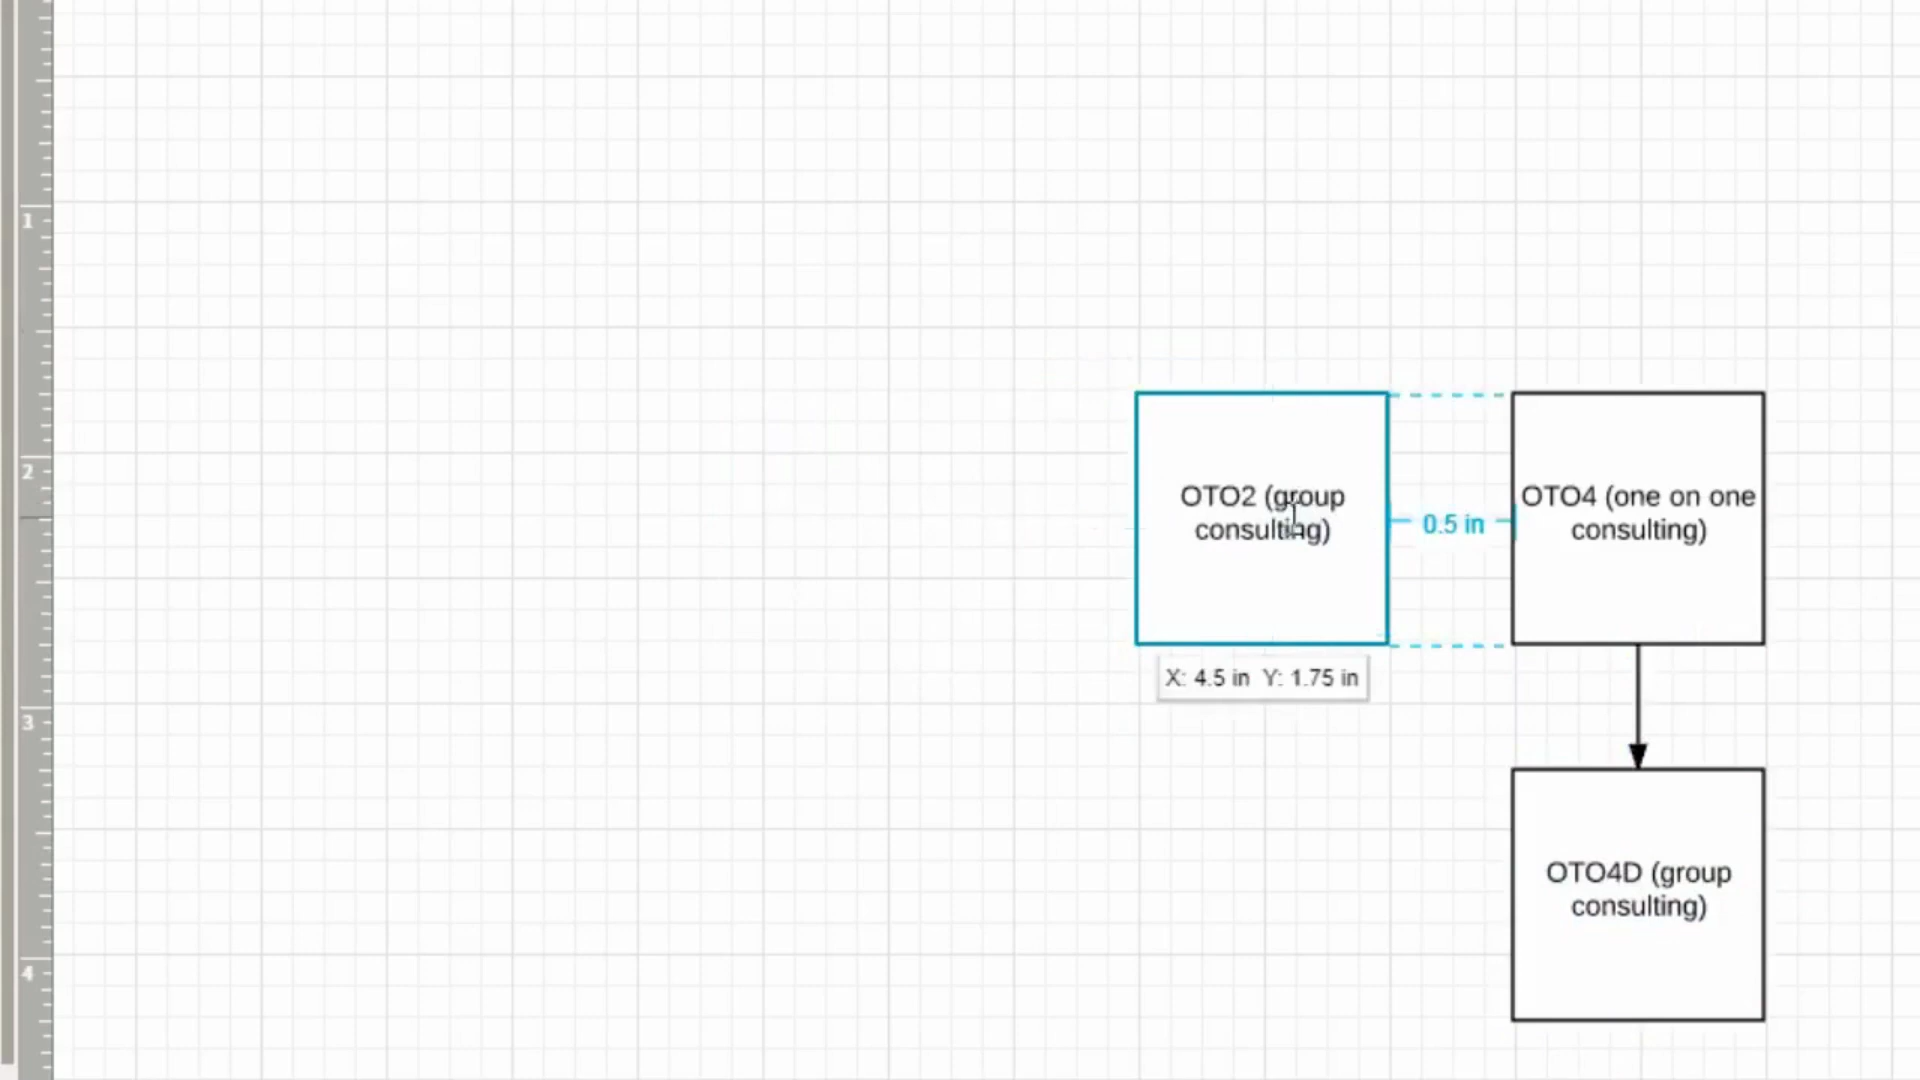 1
2
3
4
OTO2 (group
consulting)
0.5 in
OTO4 (one on one
consulting)
X: 4.5 in Y: 1.75 in
OTO4D (group
consulting)